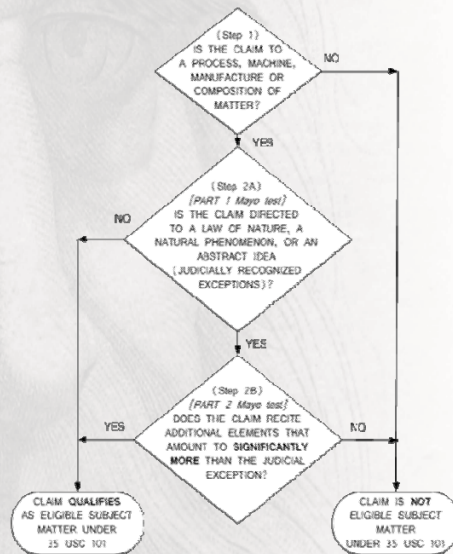 (Step 1)
IS THE CLAIM TO
A PROCESS, MACHINE,
MANUFACTURE OR
COMPOSITION OF
MATTER?
NO
YES
(Step 2A)
[PART 1 Mayo test]
IS THE CLAIM DIRECTED
TO A LAW OF NATURE, A
NATURAL PHENOMENON, OR AN
ABSTRACT IDEA
(JUDICIALLY RECOGNIZED
EXCEPTIONS)?
NO
YES
(Step 2B)
[PART 2 Mayo test]
DOES THE CLAIM RECITE
ADDITIONAL ELEMENTS THAT
AMOUNT TO SIGNIFICANTLY
MORE THAN THE JUDICIAL
EXCEPTION?
YES
NO
CLAIM QUALIFIES
AS ELIGIBLE SUBJECT
MATTER UNDER
35 USC 101
CLAIM IS NOT
ELIGIBLE SUBJECT
MATTER
UNDER 35 USC 101